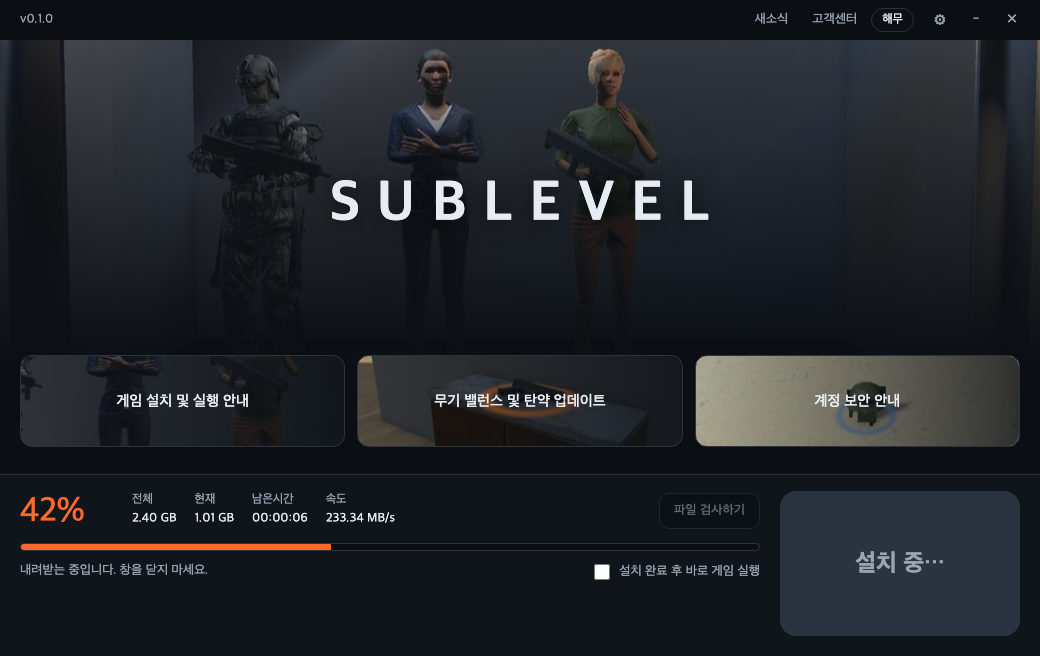 v0.1.0
새소식
고객센터
해무
SUBLEVEL
게임 설치 및 실행 안내
무기 밸런스 및 탄약 업데이트
계정 보안 안내
42%
전체
현재
남은시간
속도
2.40 GB
1.01 GB
00:00:06
233.34 MB/s
파일 검사하기
설치 중…
내려받는 중입니다. 창을 닫지 마세요.
설치 완료 후 바로 게임 실행